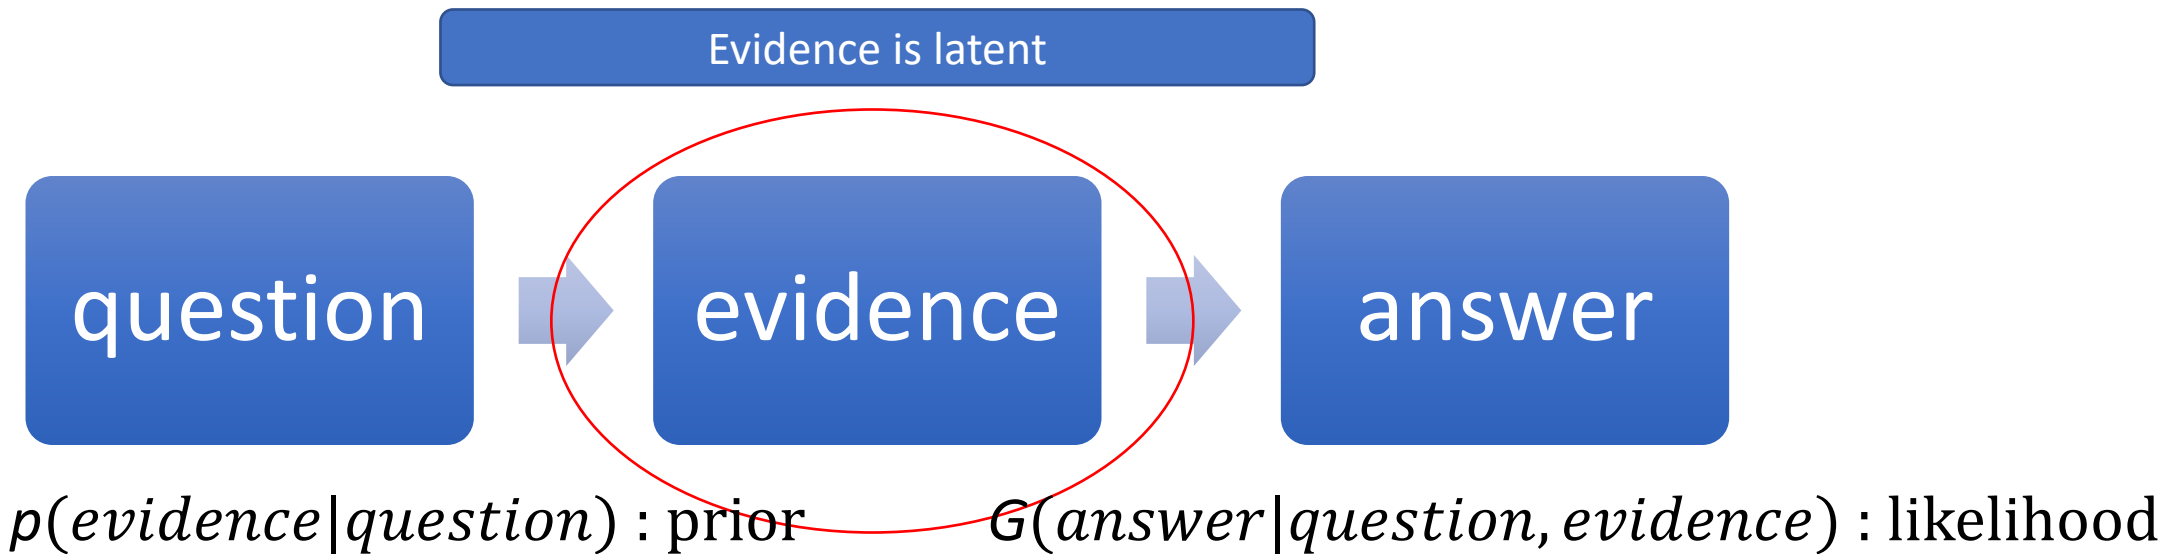 Evidence is latent
question
evidence
answer
p(evidence|question) : prior
G(answer|question, evidence) : likelihood